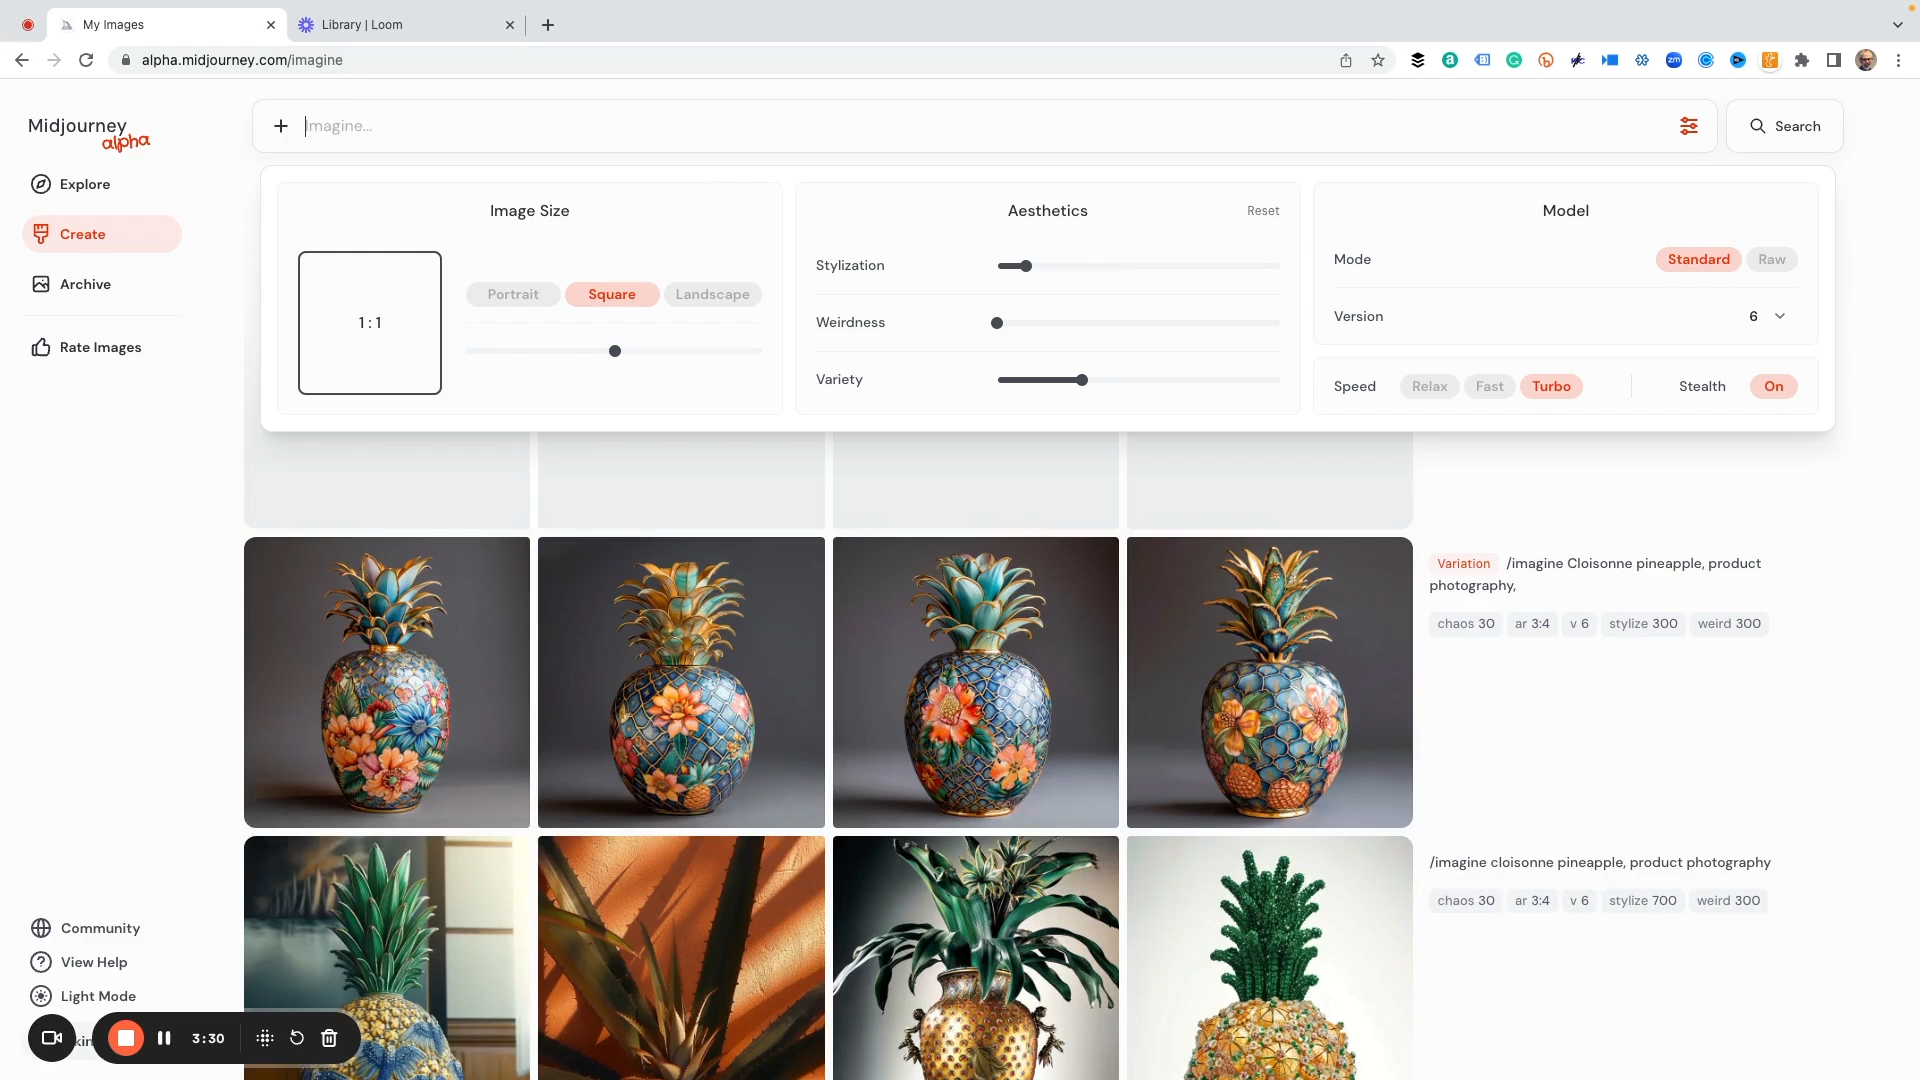 My Images
Library | Loom
alpha.midjourney.com/imagine
Midjourney
alpha
Imagine...
Search
Explore
Create
Archive
Rate Images
Image Size
1 : 1
Portrait
Square
Landscape
Aesthetics
Reset
Stylization
Weirdness
Variety
Model
Mode
Standard
Raw
Version
6
Speed
Relax
Fast
Turbo
Stealth
On
Variation /imagine Cloisonne pineapple, product
photography,
chaos 30 ar 3:4 v 6 stylize 300 weird 300
/imagine cloisonne pineapple, product photography
chaos 30 ar 3:4 v 6 stylize 700 weird 300
Community
View Help
Light Mode
3:30